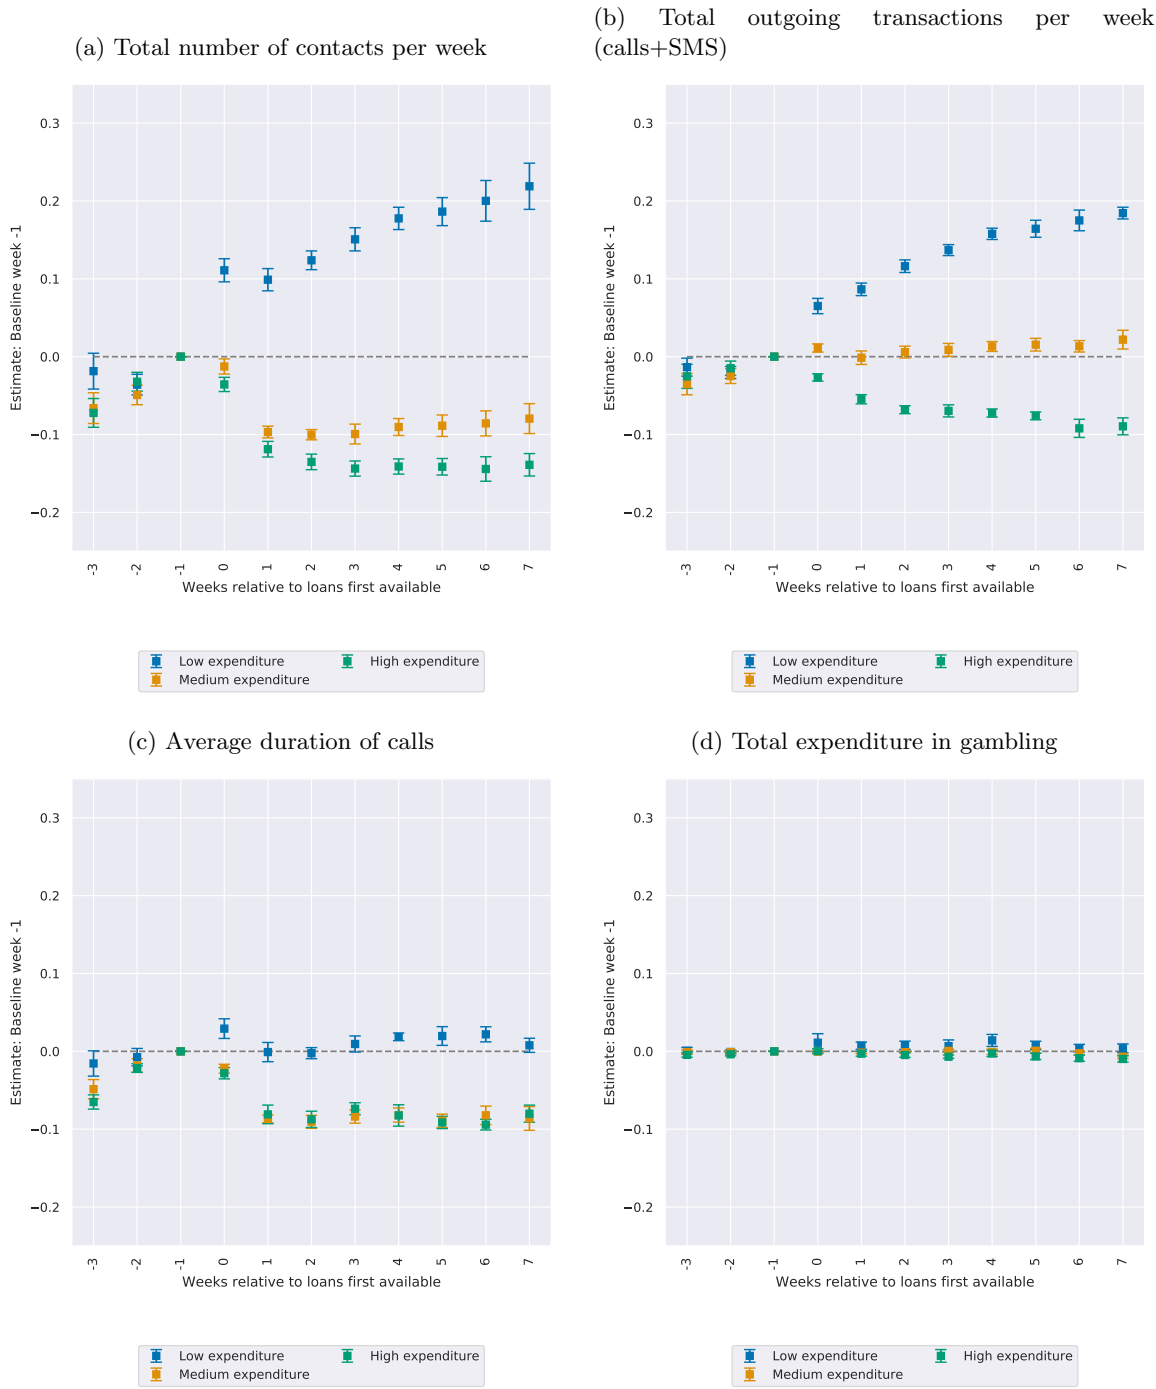 (a) Total number of contacts per week
(b) Total outgoing transactions per week
(calls+SMS)
0.3
0.2
0.1
0.0
−0.1
−0.2
Estimate: Baseline week -1
-3 -2 -1 0 1 2 3 4 5 6 7
Weeks relative to loans first available
Low expenditure
Medium expenditure
High expenditure
0.3
0.2
0.1
0.0
−0.1
−0.2
Estimate: Baseline week -1
-3 -2 -1 0 1 2 3 4 5 6 7
Weeks relative to loans first available
Low expenditure
Medium expenditure
High expenditure
(c) Average duration of calls
(d) Total expenditure in gambling
0.3
0.2
0.1
0.0
−0.1
−0.2
Estimate: Baseline week -1
-3 -2 -1 0 1 2 3 4 5 6 7
Weeks relative to loans first available
Low expenditure
Medium expenditure
High expenditure
0.3
0.2
0.1
0.0
−0.1
−0.2
Estimate: Baseline week -1
-3 -2 -1 0 1 2 3 4 5 6 7
Weeks relative to loans first available
Low expenditure
Medium expenditure
High expenditure